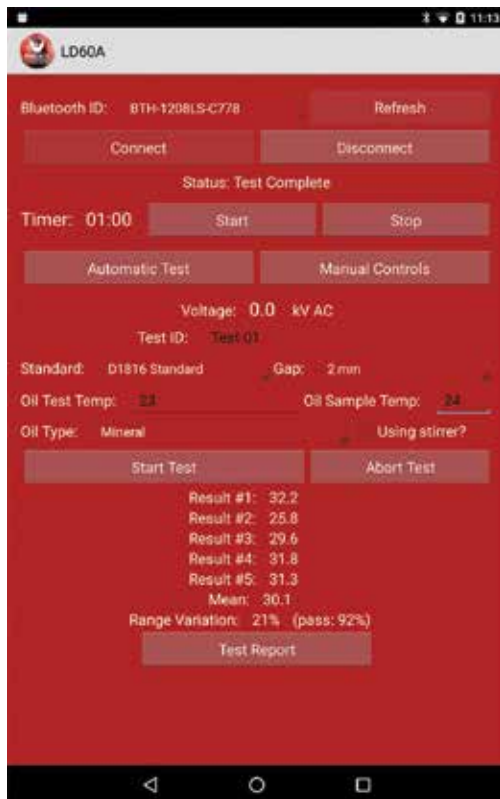 11:13
LD60A
Bluetooth ID: BTH-1208LS-C778 Refresh
Connect Disconnect
Status: Test Complete
Timer: 01:00 Start Stop
Automatic Test Manual Controls
Voltage: 0.0 kV AC
Test ID: Test 01
Standard: D1816 Standard Gap: 2 mm
Oil Test Temp: 23 Oil Sample Temp: 24
Oil Type: Mineral Using stirrer?
Start Test Abort Test
Result #1: 32.2
Result #2: 25.8
Result #3: 29.6
Result #4: 31.8
Result #5: 31.3
Mean: 30.1
Range Variation: 21% (pass: 92%)
Test Report